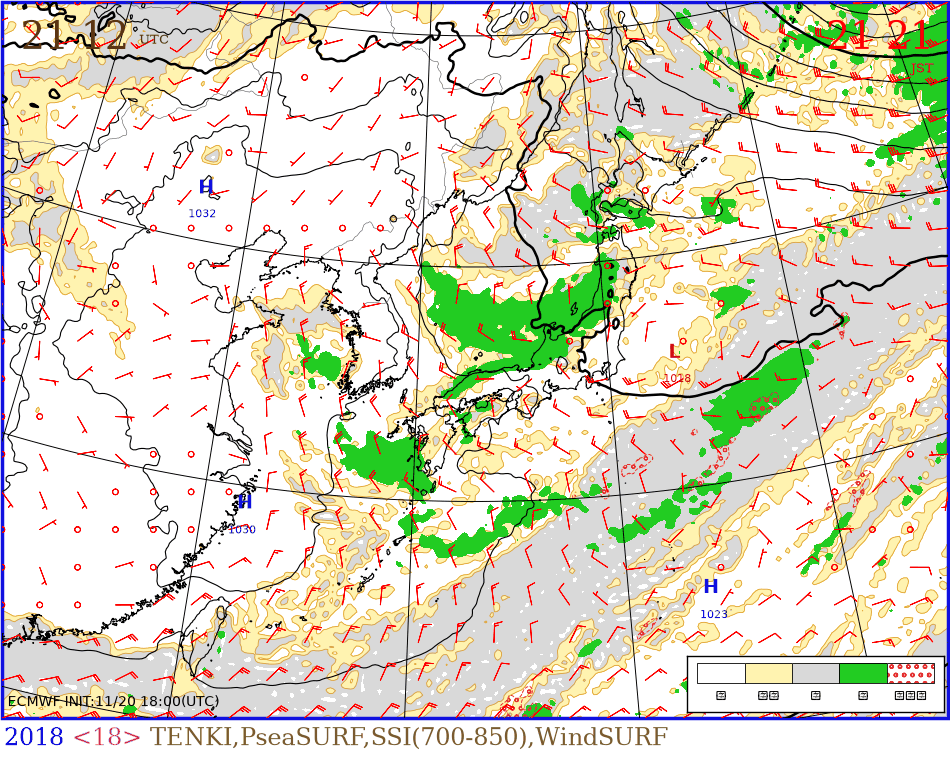 21 12 UTC
21 21 JST
H
1032
L
1018
H
1030
H
1023
ECMWF INIT:11/20 18:00(UTC)
2018 <18> TENKI,PseaSURF,SSI(700-850),WindSURF